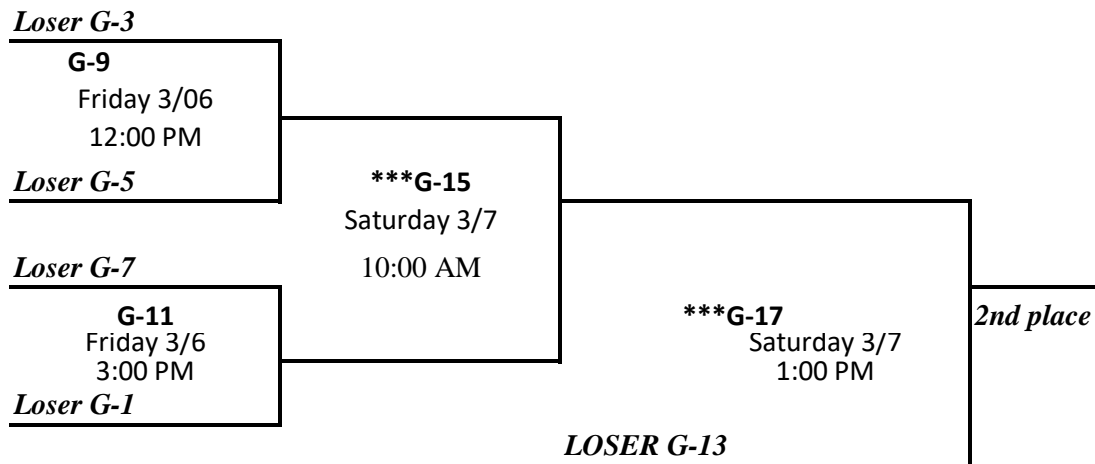 Loser G-3
G-9
Friday 3/06
12:00 PM
Loser G-5
***G-15
Saturday 3/7
10:00 AM
Loser G-7
G-11
Friday 3/6
3:00 PM
Loser G-1
***G-17
Saturday 3/7
1:00 PM
2nd place
LOSER G-13